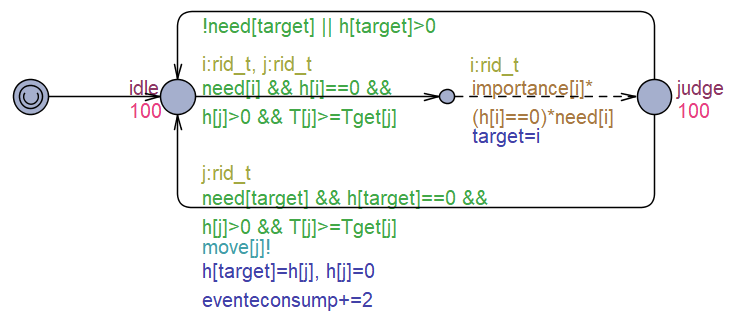 !need[target] || h[target]>0
i:rid_t, j:rid_t
i:rid_t
idle
need[i] && h[i]==0 &&
importance[i]*
judge
100
h[j]>0 && T[j]>=Tget[j]
(h[i]==0)*need[i]
100
target=i
j:rid_t
need[target] && h[target]==0 &&
h[j]>0 && T[j]>=Tget[j]
move[j]!
h[target]=h[j], h[j]=0
eventeconsump+=2